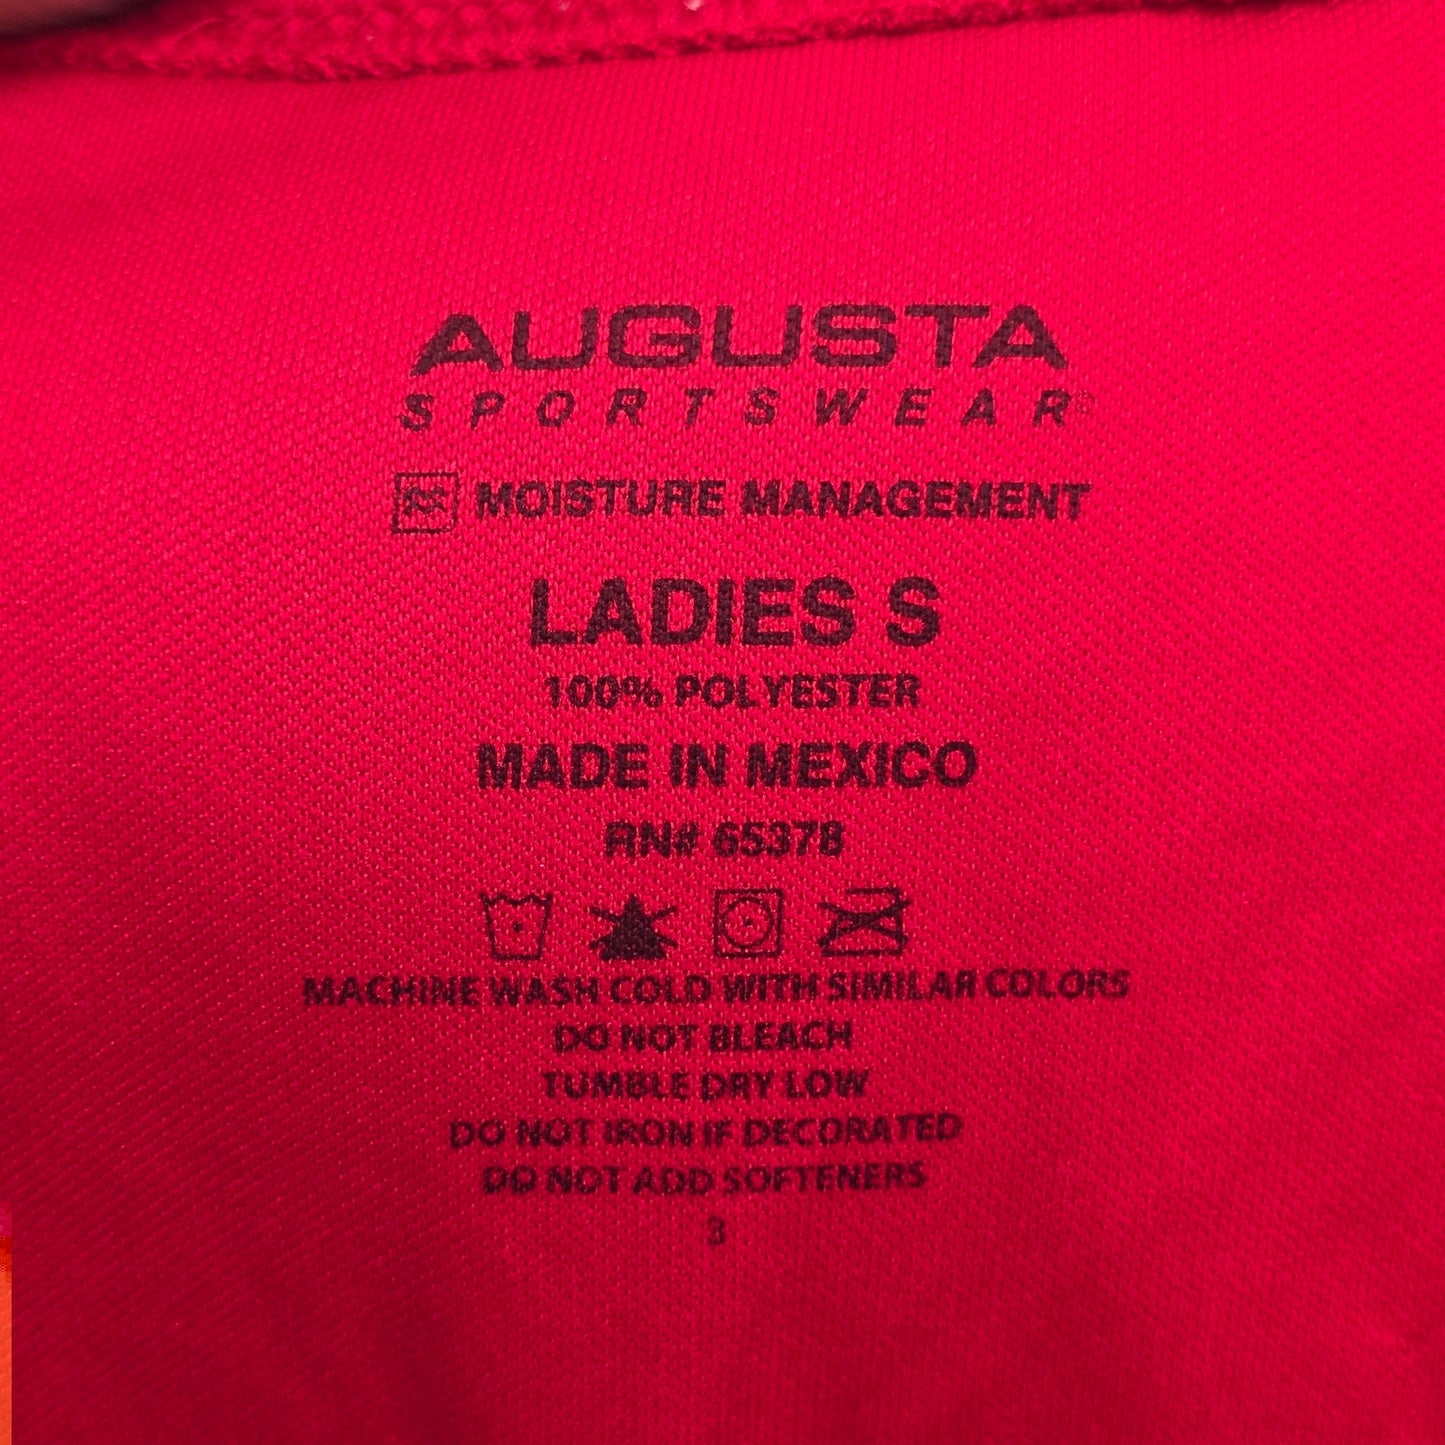 AUGUSTA
SPORTSWEAR®
MOISTURE MANAGEMENT
LADIES S
100% POLYESTER
MADE IN MEXICO
RN# 65378
MACHINE WASH COLD WITH SIMILAR COLORS
DO NOT BLEACH
TUMBLE DRY LOW
DO NOT IRON IF DECORATED
DO NOT ADD SOFTENERS
3